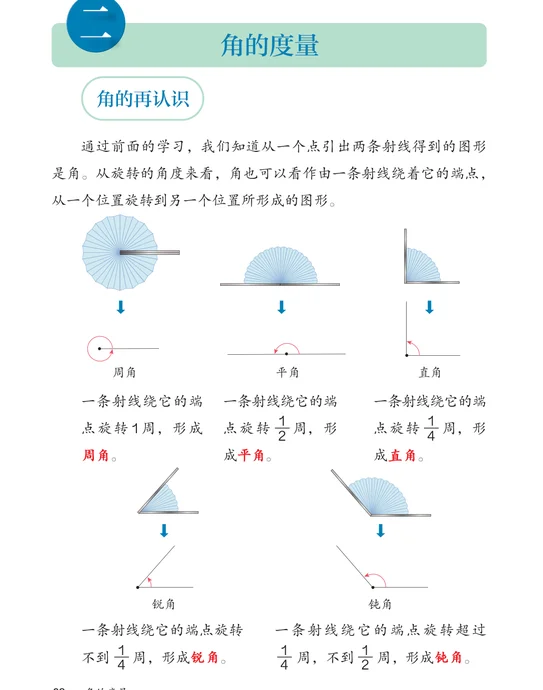 二
角的度量
角的再认识
通过前面的学习，我们知道从一个点引出两条射线得到的图形
是角。从旋转的角度来看，角也可以看作由一条射线绕着它的端点，
从一个位置旋转到另一个位置所形成的图形。
周角
平角
直角
一条射线绕它的端
点旋转1周，形成
周角。
一条射线绕它的端
点旋转1/2周，形
成平角。
一条射线绕它的端
点旋转1/4周，形
成直角。
锐角
钝角
一条射线绕它的端点旋转
不到1/4周，形成锐角。
一条射线绕它的端点旋转超过
1/4周，不到1/2周，形成钝角。